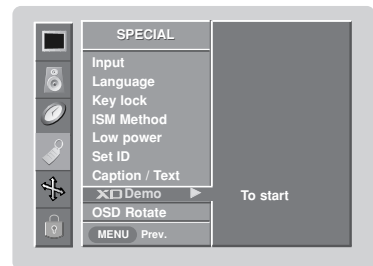 SPECIAL
Input
Language
Key lock
ISM Method
Low power
Set ID
Caption / Text
XD Demo
To start
OSD Rotate
MENU Prev.